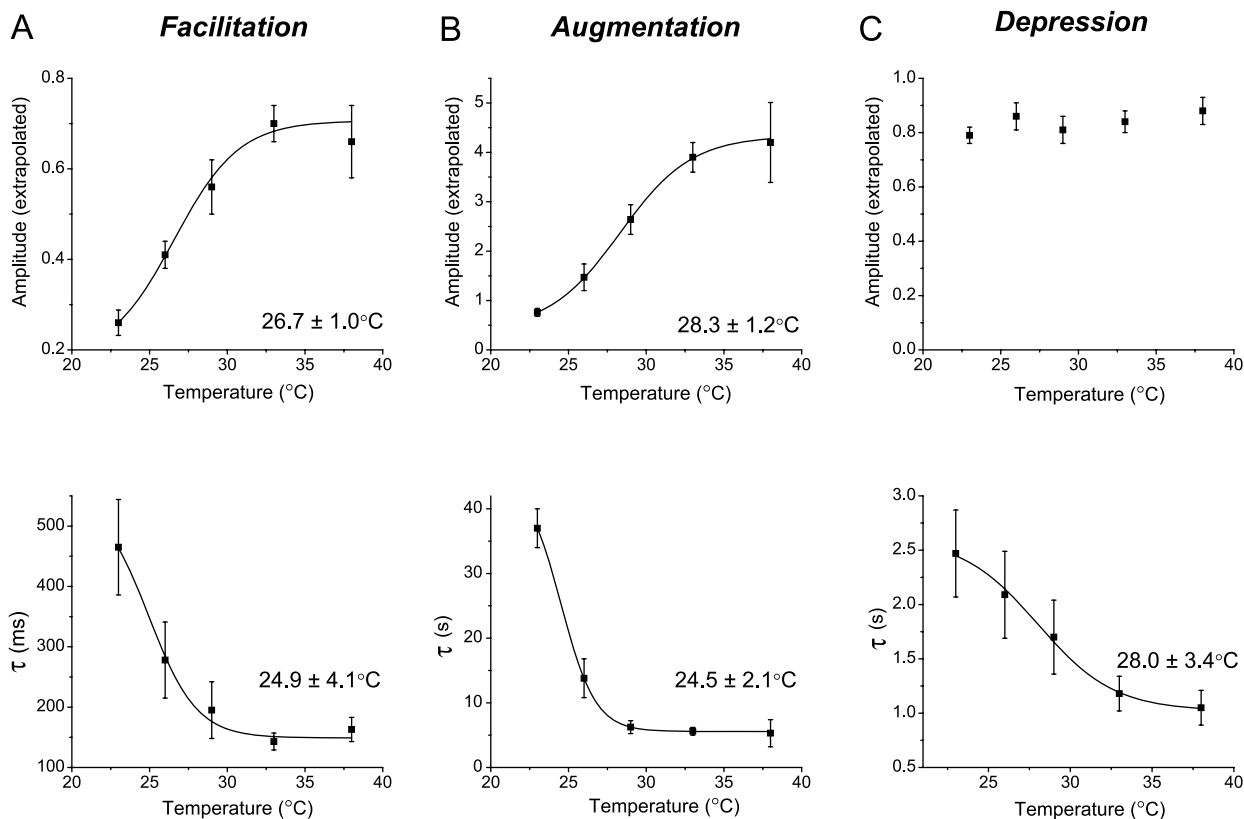 A
Facilitation
B
Augmentation
C
Depression
Amplitude (extrapolated)
0.8
0.6
0.4
0.2
20 25 30 35 40
Temperature (°C)
26.7 ± 1.0°C
Amplitude (extrapolated)
5
4
3
2
1
0
20 25 30 35 40
Temperature (°C)
28.3 ± 1.2°C
Amplitude (extrapolated)
1.0
0.8
0.6
0.4
0.2
0.0
20 25 30 35 40
Temperature (°C)
τ (ms)
500
400
300
200
100
20 25 30 35 40
Temperature (°C)
24.9 ± 4.1°C
τ (s)
40
30
20
10
0
20 25 30 35 40
Temperature (°C)
24.5 ± 2.1°C
τ (s)
3.0
2.5
2.0
1.5
1.0
0.5
25 30 35 40
Temperature (°C)
28.0 ± 3.4°C